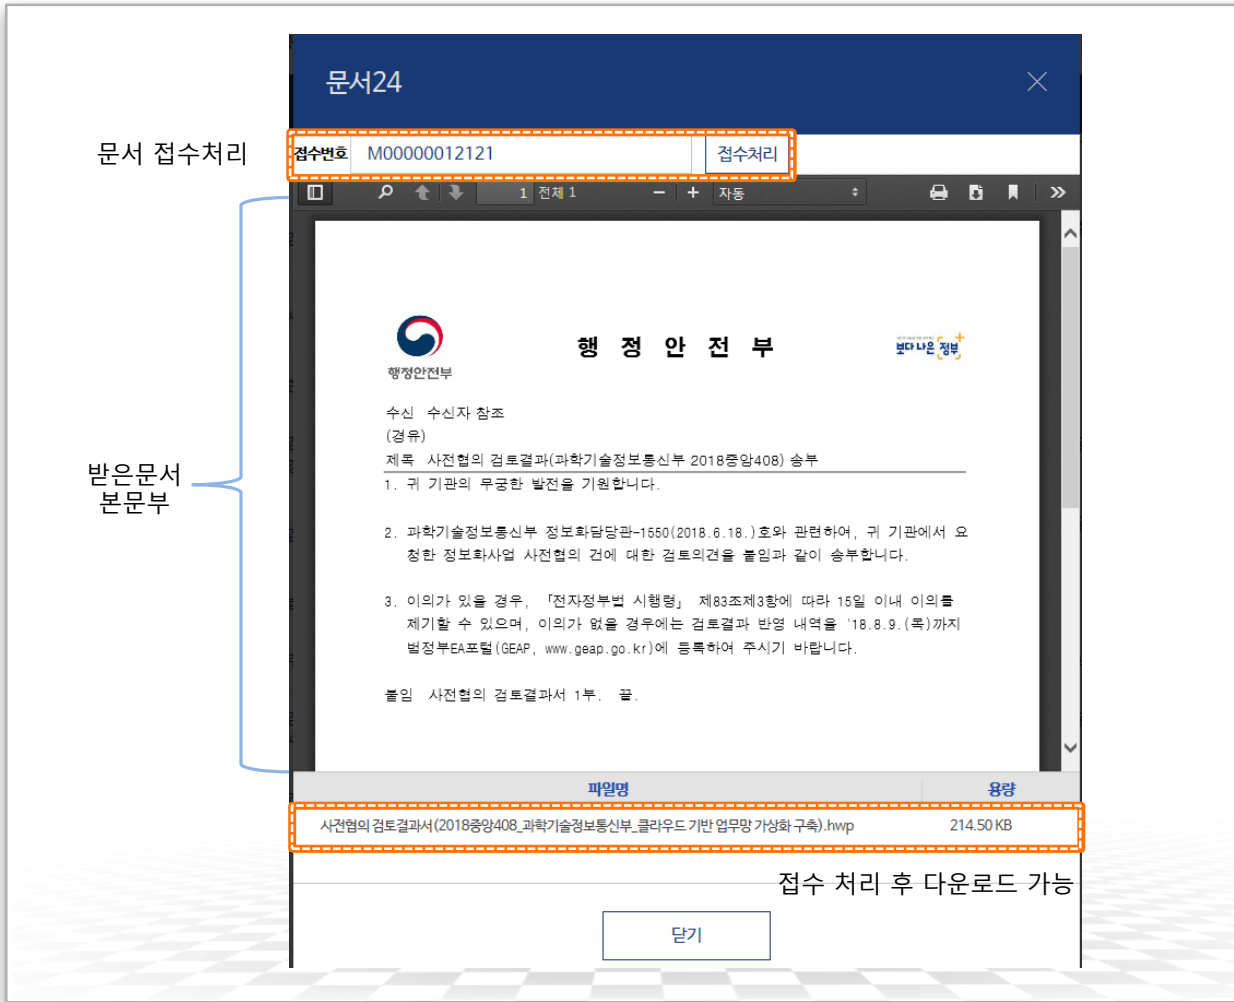 문서24
문서 접수처리
접수번호 M00000012121 접수처리
1 전체 1 자동
행 정 안 전 부
보다 나은 정부
행정안전부
수신 수신자 참조
(경유)
제목 사전협의 검토결과(과학기술정보통신부 2018중앙408) 송부
1. 귀 기관의 무궁한 발전을 기원합니다.
받은문서
본문부
2. 과학기술정보통신부 정보화담당관-1550(2018.6.18.)호와 관련하여, 귀 기관에서 요
청한 정보화사업 사전협의 건에 대한 검토의견을 붙임과 같이 송부합니다.
3. 이의가 있을 경우, 「전자정부법 시행령」 제83조제3항에 따라 15일 이내 이의를
제기할 수 있으며, 이의가 없을 경우에는 검토결과 반영 내역을 '18.8.9.(목)까지
범정부EA포털(GEAP, www.geap.go.kr)에 등록하여 주시기 바랍니다.
붙임 사전협의 검토결과서 1부. 끝.
파일명 용량
사전협의 검토결과서(2018중앙408_과학기술정보통신부_클라우드 기반 업무망 가상화 구축).hwp 214.50 KB
접수 처리 후 다운로드 가능
닫기